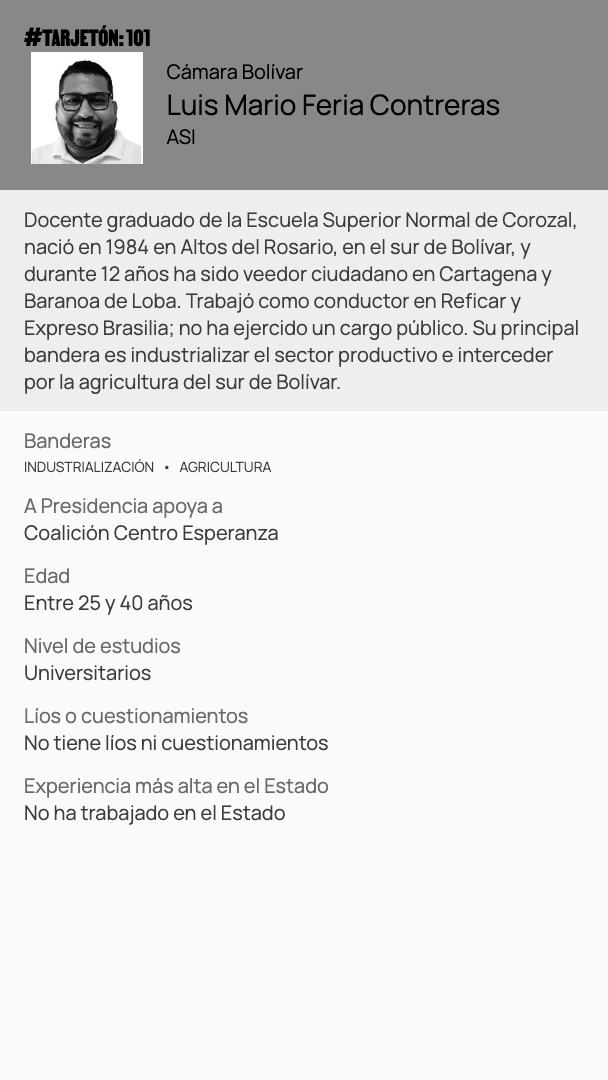 #TARJETÓN: 101
Cámara Bolívar
Luis Mario Feria Contreras
ASI
Docente graduado de la Escuela Superior Normal de Corozal,
nació en 1984 en Altos del Rosario, en el sur de Bolívar, y
durante 12 años ha sido veedor ciudadano en Cartagena y
Baranoa de Loba. Trabajó como conductor en Reficar y
Expreso Brasilia; no ha ejercido un cargo público. Su principal
bandera es industrializar el sector productivo e interceder
por la agricultura del sur de Bolívar.
Banderas
INDUSTRIALIZACIÓN • AGRICULTURA
A Presidencia apoya a
Coalición Centro Esperanza
Edad
Entre 25 y 40 años
Nivel de estudios
Universitarios
Líos o cuestionamientos
No tiene líos ni cuestionamientos
Experiencia más alta en el Estado
No ha trabajado en el Estado